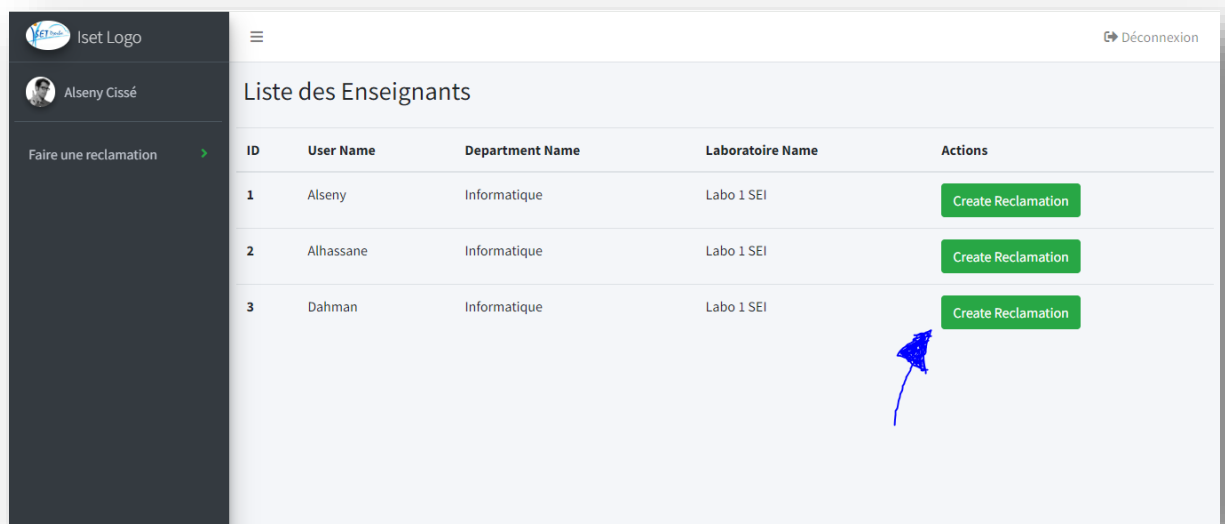 Iset Logo
Déconnexion
Alseny Cissé
Liste des Enseignants
Faire une reclamation
ID User Name Department Name Laboratoire Name Actions
1 Alseny Informatique Labo 1 SEI Create Reclamation
2 Alhassane Informatique Labo 1 SEI Create Reclamation
3 Dahman Informatique Labo 1 SEI Create Reclamation